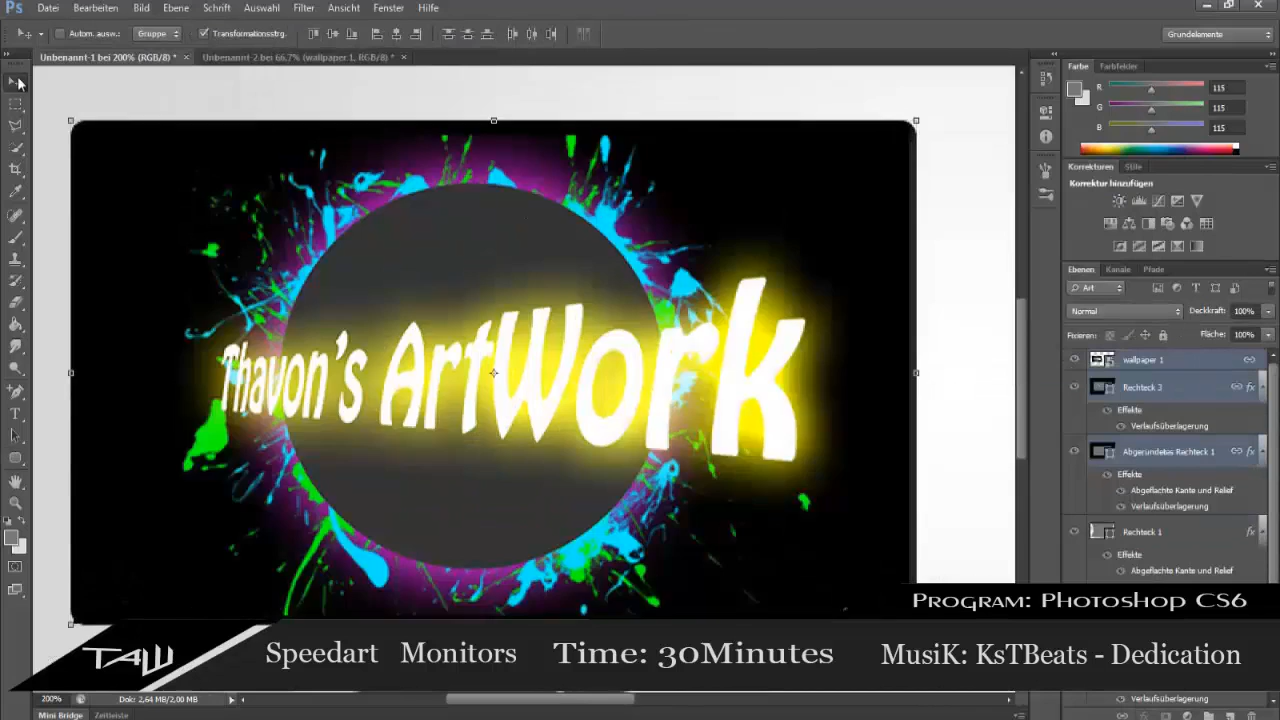 Ps Datei Bearbeiten Bild Ebene Schrift Auswahl Filter Ansicht Fenster Hilfe
Autom. ausw.: Gruppe Transformationsstrg. Grundelemente
Unbenannt-1 bei 200% (RGB/8) * × Unbenannt-2 bei 66,7% (wallpaper 1, RGB/8) * ×
Farbe Farbfelder
R 115
G 115
B 115
Korrekturen Stile
Korrektur hinzufügen
Ebenen Kanäle Pfade
Art
Normal Deckkraft: 100%
Fixieren: Fläche: 100%
wallpaper 1
Rechteck 3 fx
Effekte
Verlaufsüberlagerung
Abgerundetes Rechteck 1 fx
Effekte
Abgeflachte Kante und Relief
Verlaufsüberlagerung
Rechteck 1 fx
Effekte
Abgeflachte Kante und Relief
Thavon's ArtWork
Program: Photoshop CS6
TAW Speedart Monitors Time: 30Minutes MusiK: KsTBeats - Dedication
200% Dok: 2,64 MB/2,00 MB
Verlaufsüberlagerung
Mini Bridge Zeitleiste
fx